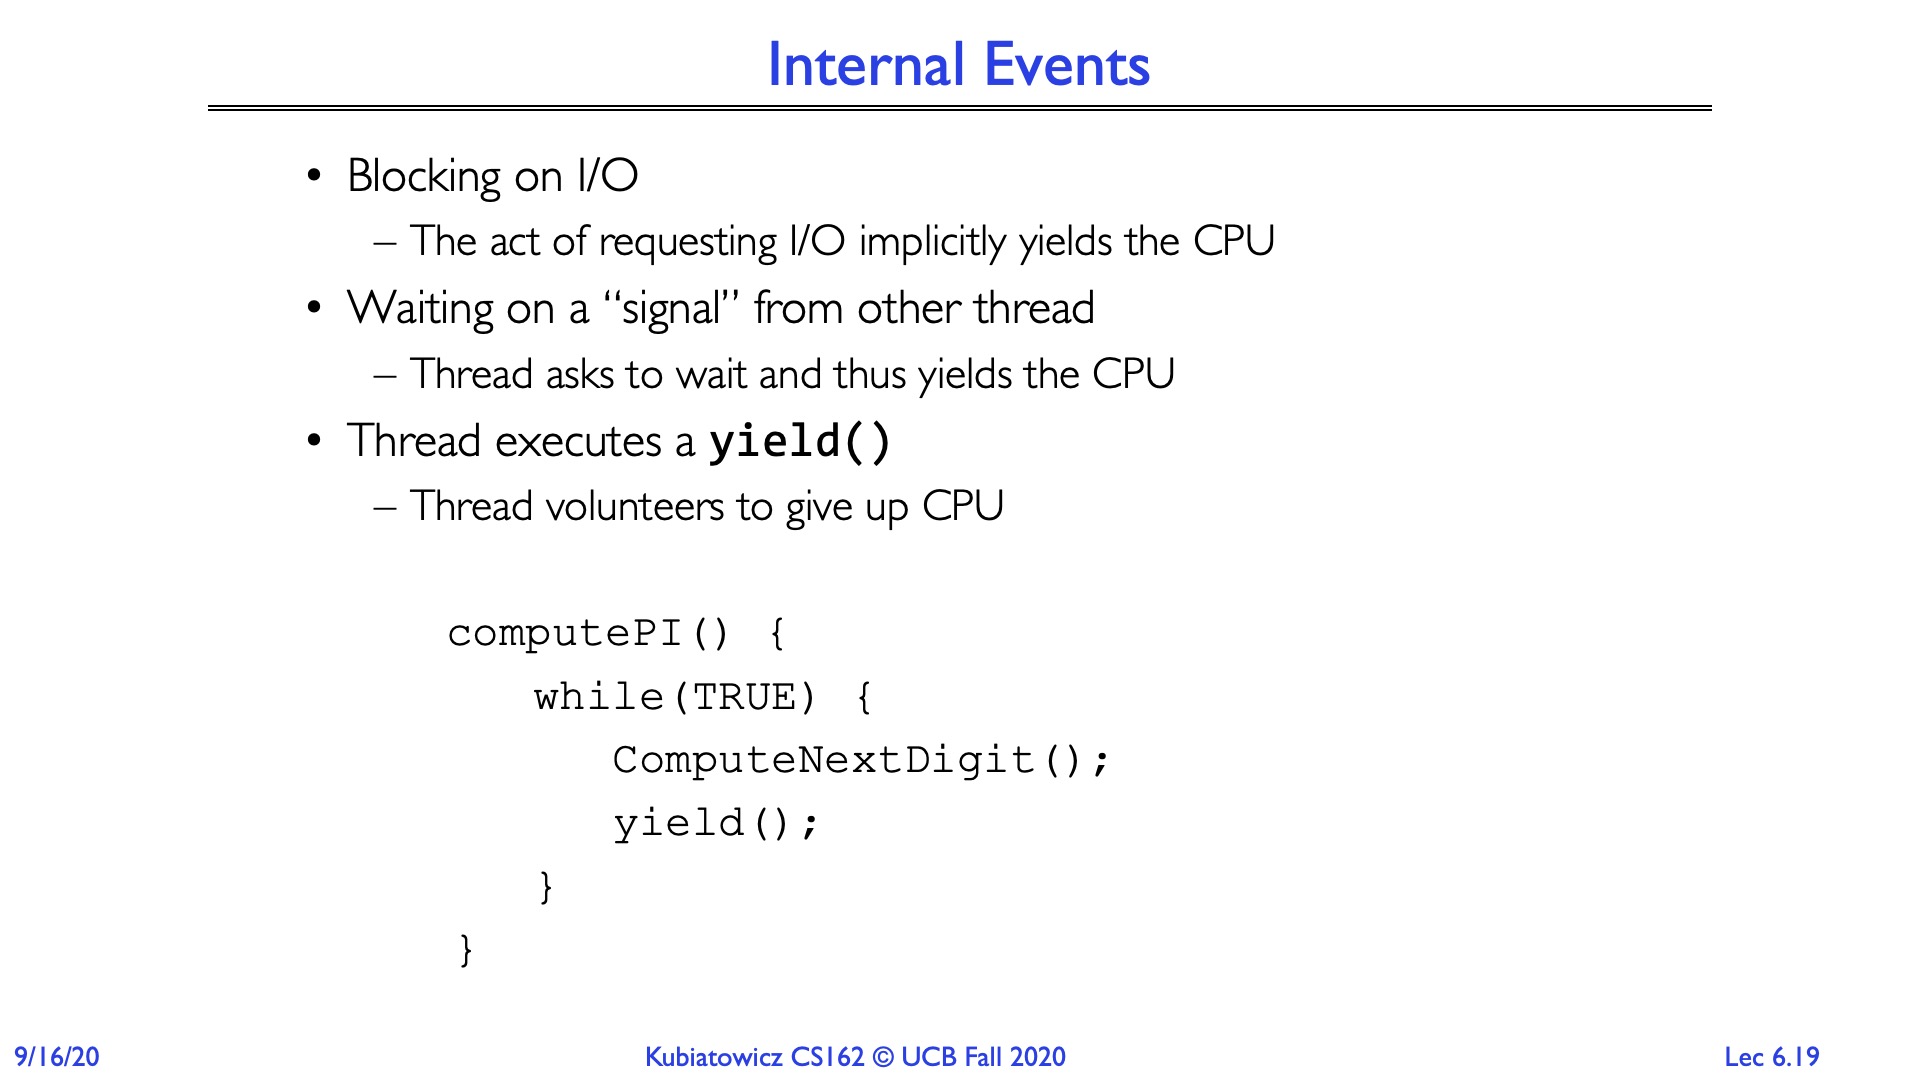 Internal Events
• Blocking on I/O
– The act of requesting I/O implicitly yields the CPU
• Waiting on a “signal” from other thread
– Thread asks to wait and thus yields the CPU
• Thread executes a yield()
– Thread volunteers to give up CPU
computePI() {
while(TRUE) {
ComputeNextDigit();
yield();
}
}
9/16/20
Kubiatowicz CS162 © UCB Fall 2020
Lec 6.19